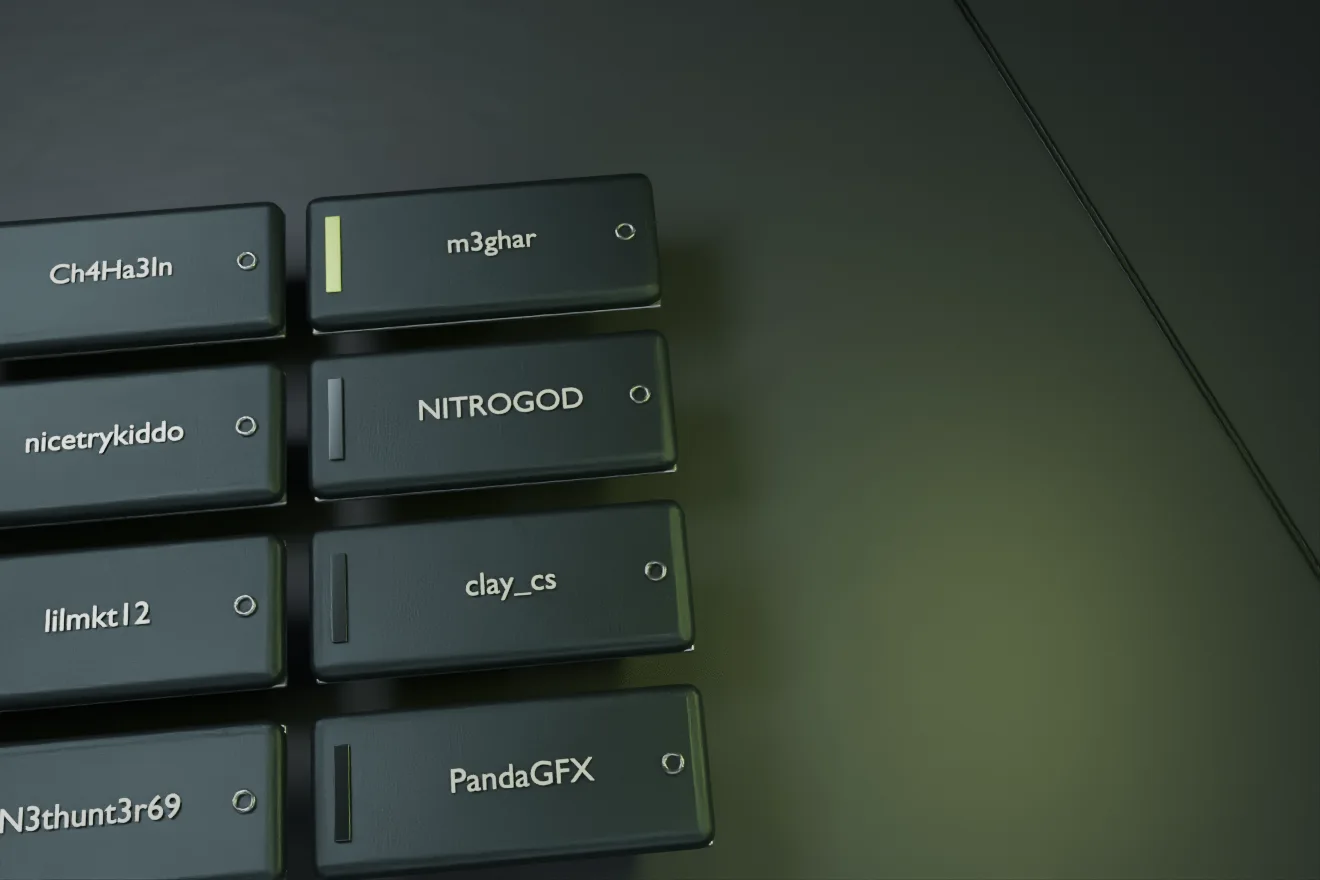 Ch4Ha3ln
m3ghar
nicetrykiddo
NITROGOD
lilmkt12
clay_cs
N3thunt3r69
PandaGFX